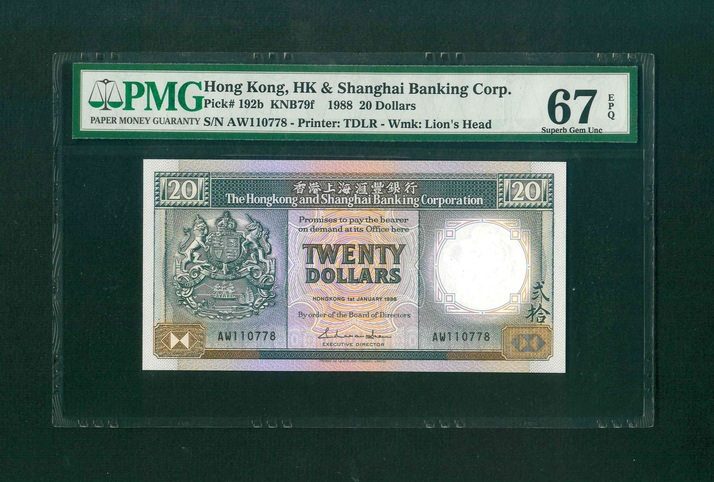 PMG
PAPER MONEY GUARANTY
Hong Kong, HK & Shanghai Banking Corp.
Pick# 192b KNB79f 1988 20 Dollars
S/N AW110778 - Printer: TDLR - Wmk: Lion's Head
67
EPQ
Superb Gem Unc
20
香港上海滙豐銀行
20
The Hongkong and Shanghai Banking Corporation
Promises to pay the bearer
on demand at its Office here
TWENTY
DOLLARS
HONGKONG 1st JANUARY 1988
By order of the Board of Directors
貳拾
AW110778
AW110778
EXECUTIVE DIRECTOR